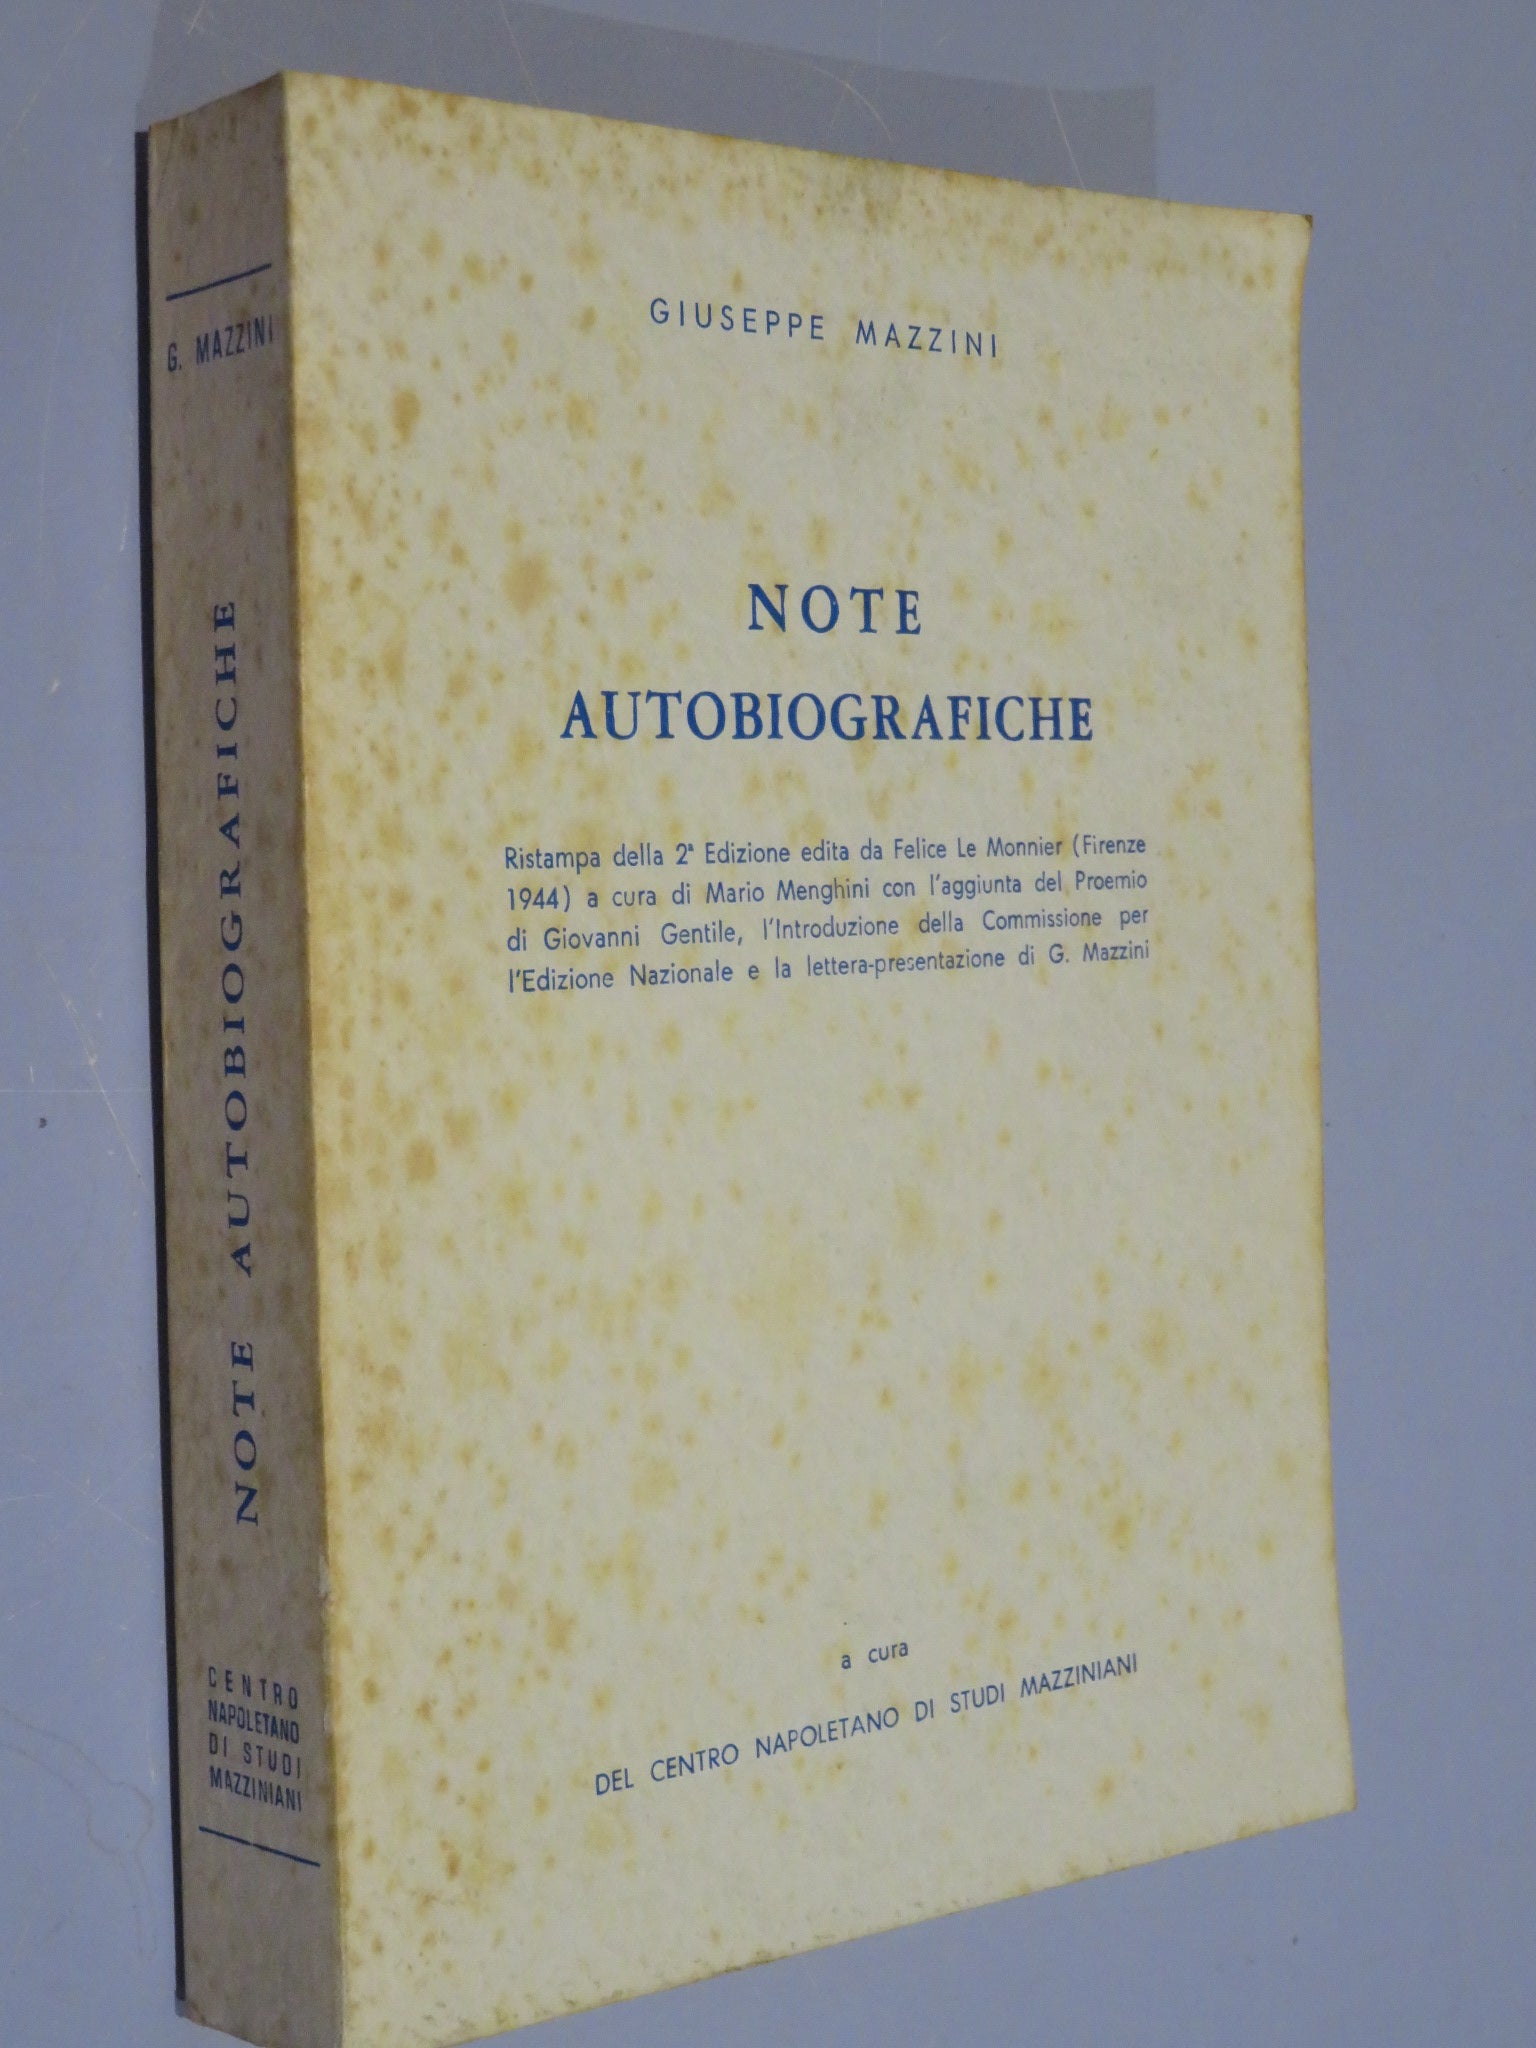 GIUSEPPE MAZZINI
NOTE
AUTOBIOGRAFICHE
Ristampa della 2ª Edizione edita da Felice Le Monnier (Firenze
1944) a cura di Mario Menghini con l'aggiunta del Proemio
di Giovanni Gentile, l'Introduzione della Commissione per
l'Edizione Nazionale e la lettera-presentazione di G. Mazzini
a cura
DEL CENTRO NAPOLETANO DI STUDI MAZZINIANI
G. MAZZINI
NOTE AUTOBIOGRAFICHE
CENTRO
NAPOLETANO
DI STUDI
MAZZINIANI